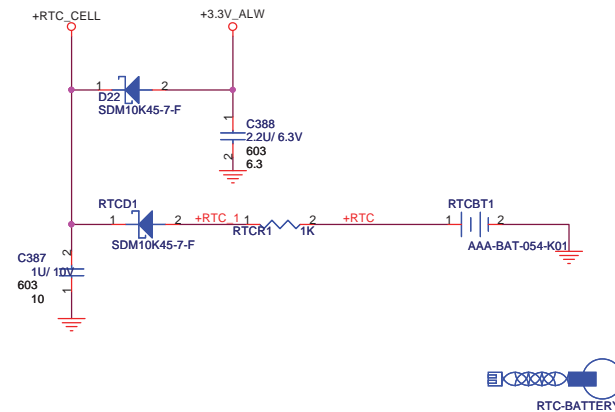 +RTC_CELL
+3.3V_ALW
1
2
D22
SDM10K45-7-F
1
C388
2.2U/ 6.3V
2
603
6.3
RTCD1
RTCBT1
1
2
+RTC_1
1
2
+RTC
1
2
RTCR1
1K
SDM10K45-7-F
AAA-BAT-054-K01
2
C387
1U/ 10V
603
1
10
RTC-BATTERY